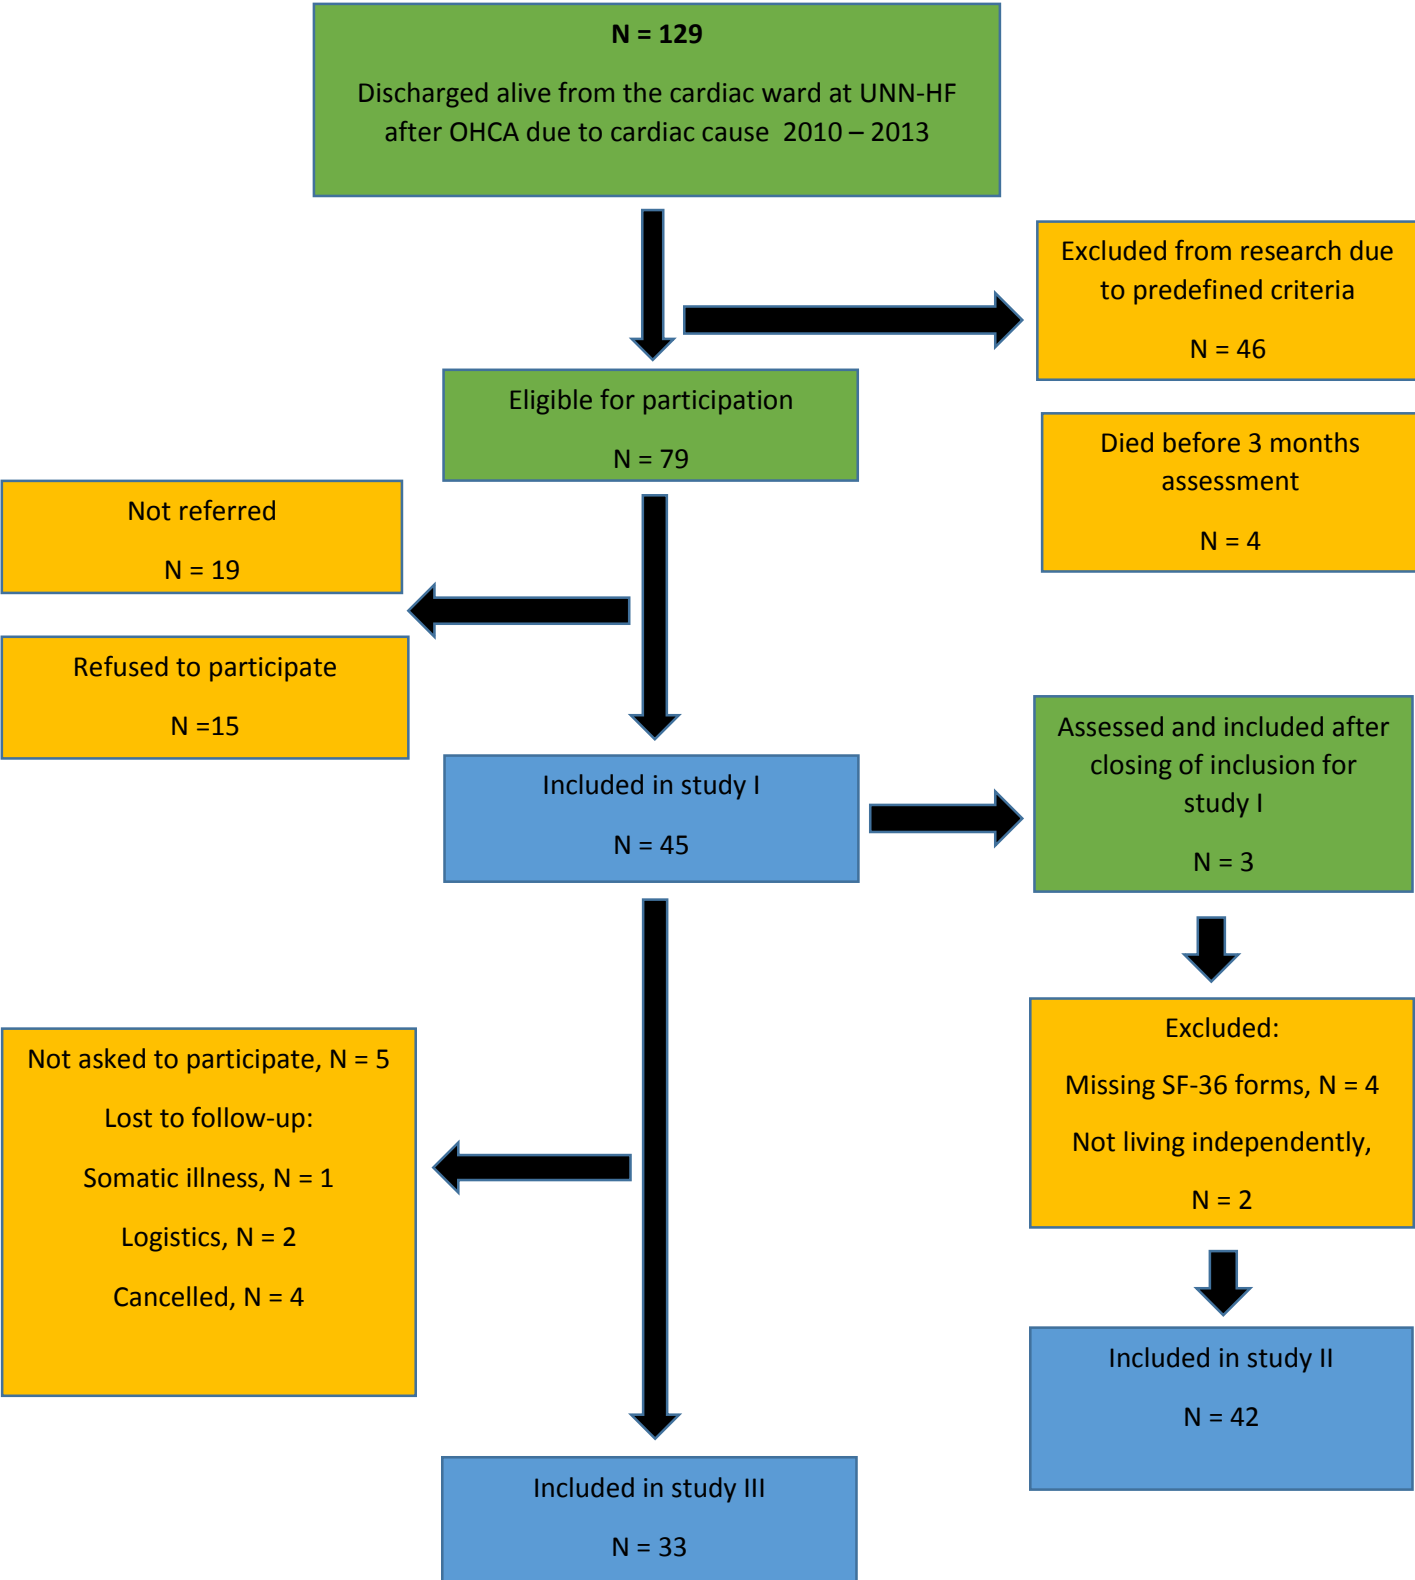 N = 129
Discharged alive from the cardiac ward at UNN-HF
after OHCA due to cardiac cause 2010 – 2013
Excluded from research due
to predefined criteria
N = 46
Eligible for participation
N = 79
Died before 3 months
assessment
N = 4
Not referred
N = 19
Refused to participate
N =15
Included in study I
N = 45
Assessed and included after
closing of inclusion for
study I
N = 3
Not asked to participate, N = 5
Lost to follow-up:
Somatic illness, N = 1
Logistics, N = 2
Cancelled, N = 4
Excluded:
Missing SF-36 forms, N = 4
Not living independently,
N = 2
Included in study II
N = 42
Included in study III
N = 33